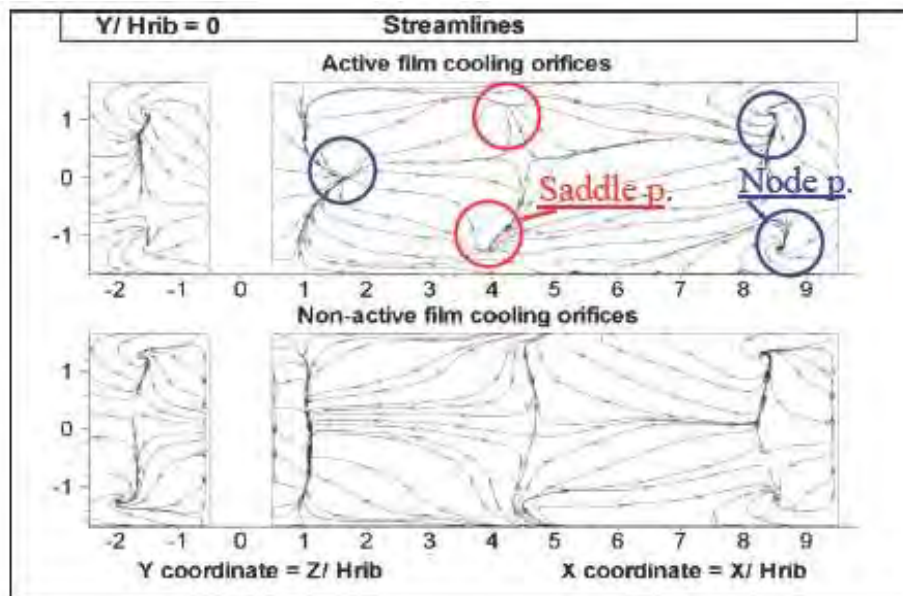 Y/ Hrib = 0 Streamlines
Active film cooling orifices
1
0
-1
Saddle p.
Node p.
-2 -1 0 1 2 3 4 5 6 7 8 9
Non-active film cooling orifices
1
0
-1
-2 -1 0 1 2 3 4 5 6 7 8 9
Y coordinate = Z/ Hrib X coordinate = X/ Hrib